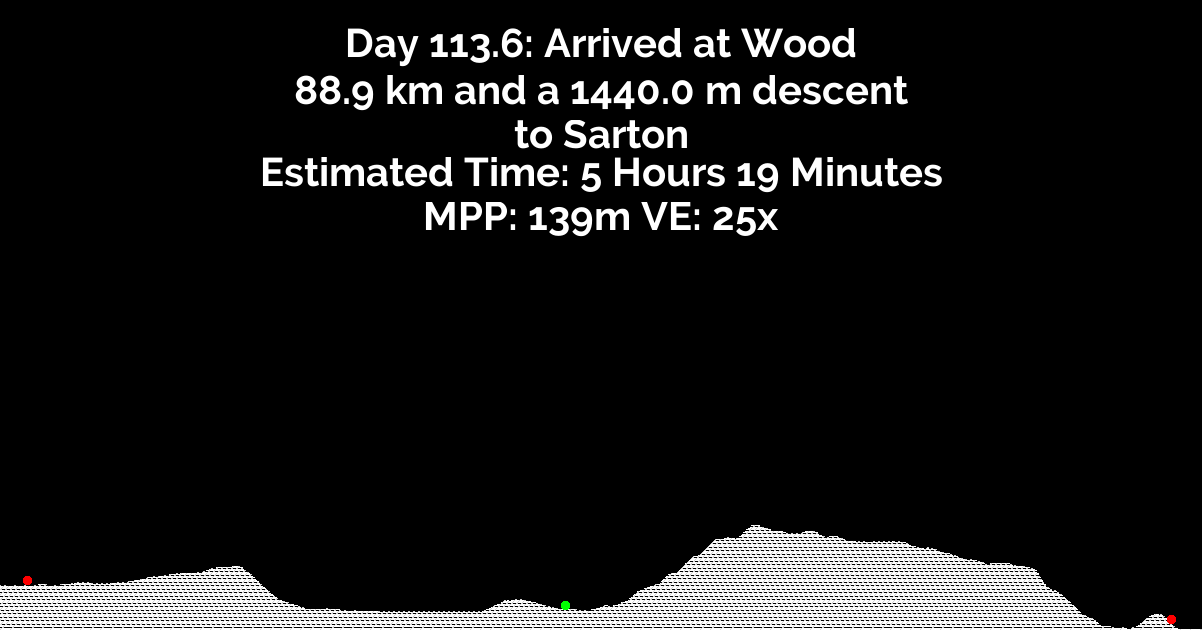 Day 113.6: Arrived at Wood
88.9 km and a 1440.0 m descent
to Sarton
Estimated Time: 5 Hours 19 Minutes
MPP: 139m VE: 25x